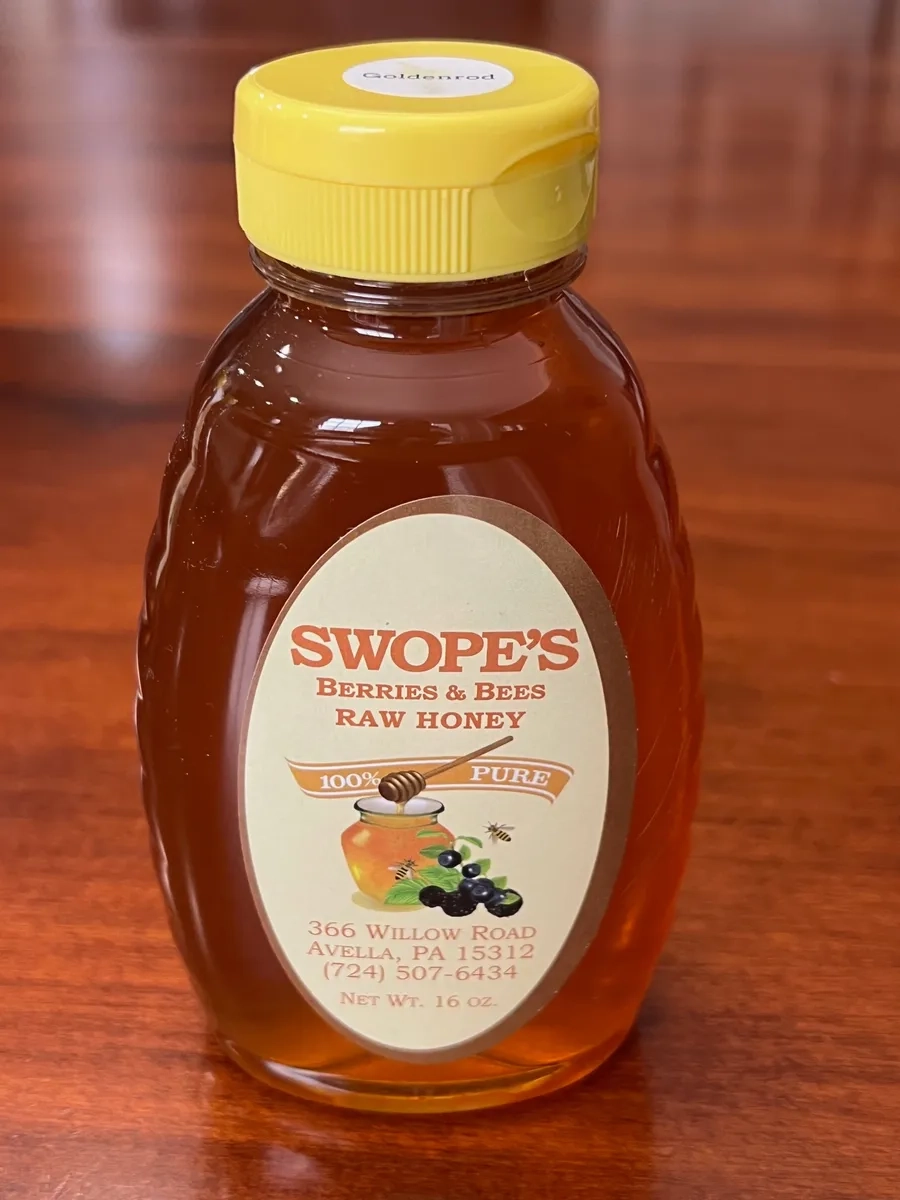 Goldenrod
SWOPE'S
BERRIES & BEES
RAW HONEY
100% PURE
366 WILLOW ROAD
AVELLA, PA 15312
(724) 507-6434
NET WT. 16 OZ.